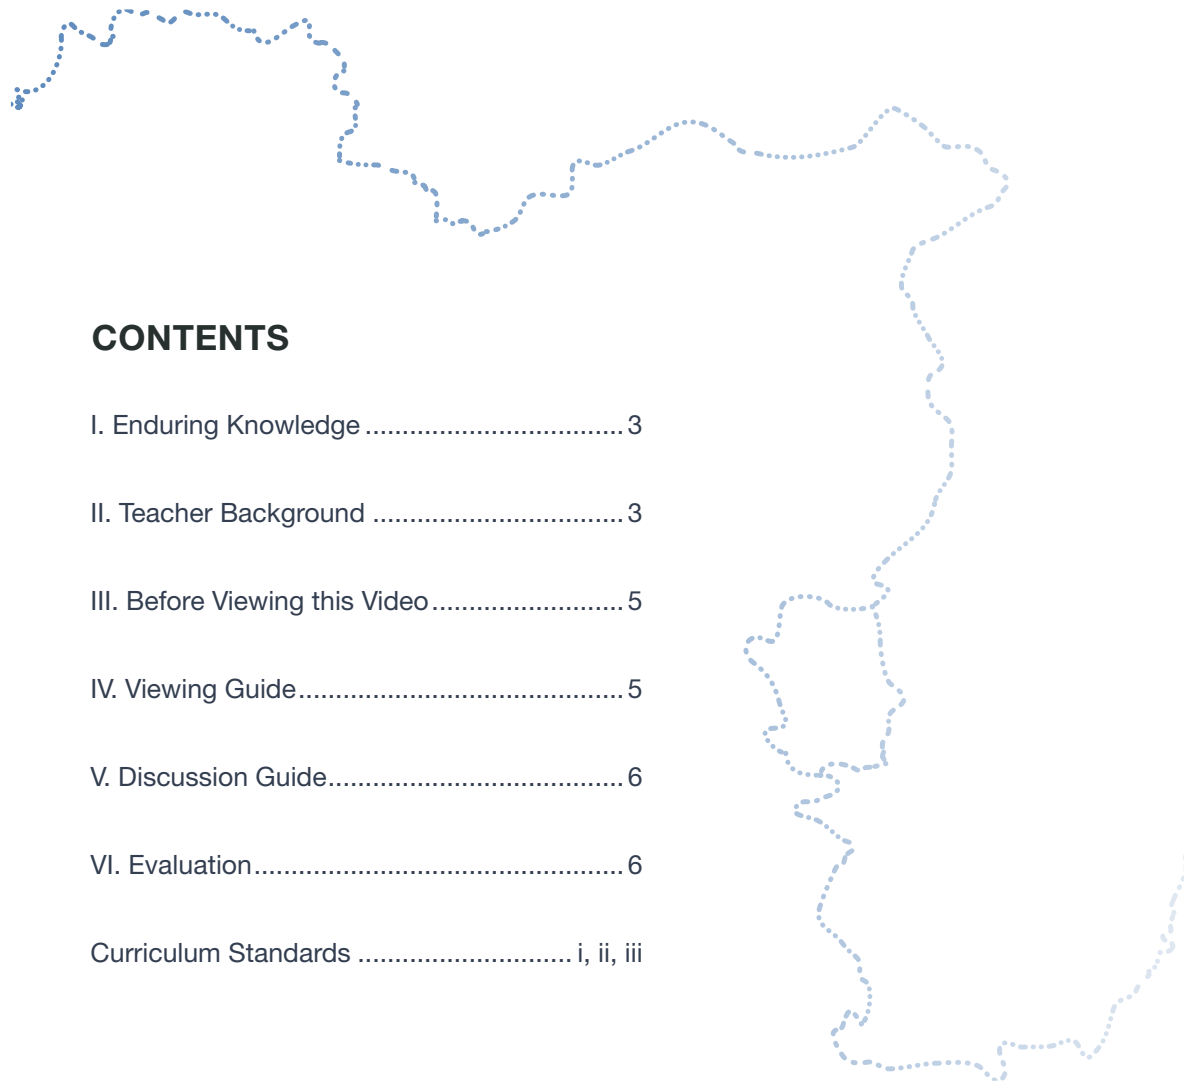 CONTENTS
I. Enduring Knowledge ................................... 3
II. Teacher Background .................................. 3
III. Before Viewing this Video .......................... 5
IV. Viewing Guide ............................................ 5
V. Discussion Guide ........................................ 6
VI. Evaluation .................................................. 6
Curriculum Standards ............................. i, ii, iii